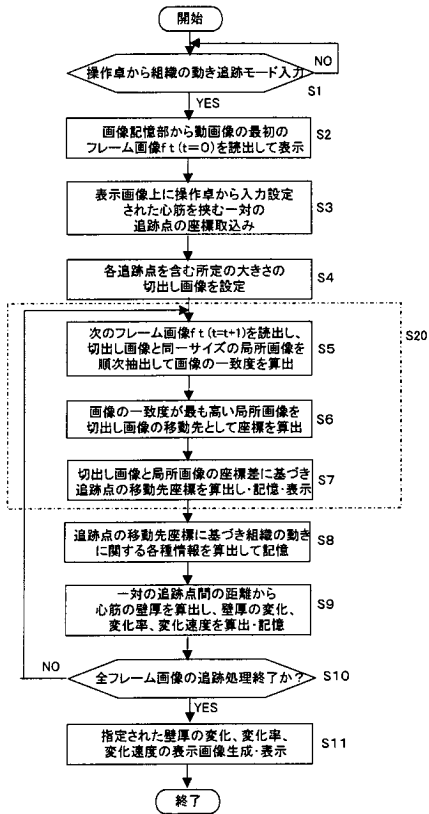 開始
操作卓から組織の動き追跡モード入力
NO
S1
YES
画像記憶部から動画像の最初の
フレーム画像ft(t=0)を読出して表示
S2
表示画像上に操作卓から入力設定
された心筋を挟む一対の
追跡点の座標取込み
S3
各追跡点を含む所定の大きさの
切出し画像を設定
S4
S20
次のフレーム画像ft(t=t+1)を読出し、
切出し画像と同一サイズの局所画像を
順次抽出して画像の一致度を算出
S5
画像の一致度が最も高い局所画像を
切出し画像の移動先として座標を算出
S6
切出し画像と局所画像の座標差に基づき
追跡点の移動先座標を算出し・記憶・表示
S7
追跡点の移動先座標に基づき組織の動き
に関する各種情報を算出して記憶
S8
一対の追跡点間の距離から
心筋の壁厚を算出し、壁厚の変化、
変化率、変化速度を算出・記憶
S9
NO
全フレーム画像の追跡処理終了か?
S10
YES
指定された壁厚の変化、変化率、
変化速度の表示画像生成・表示
S11
終了